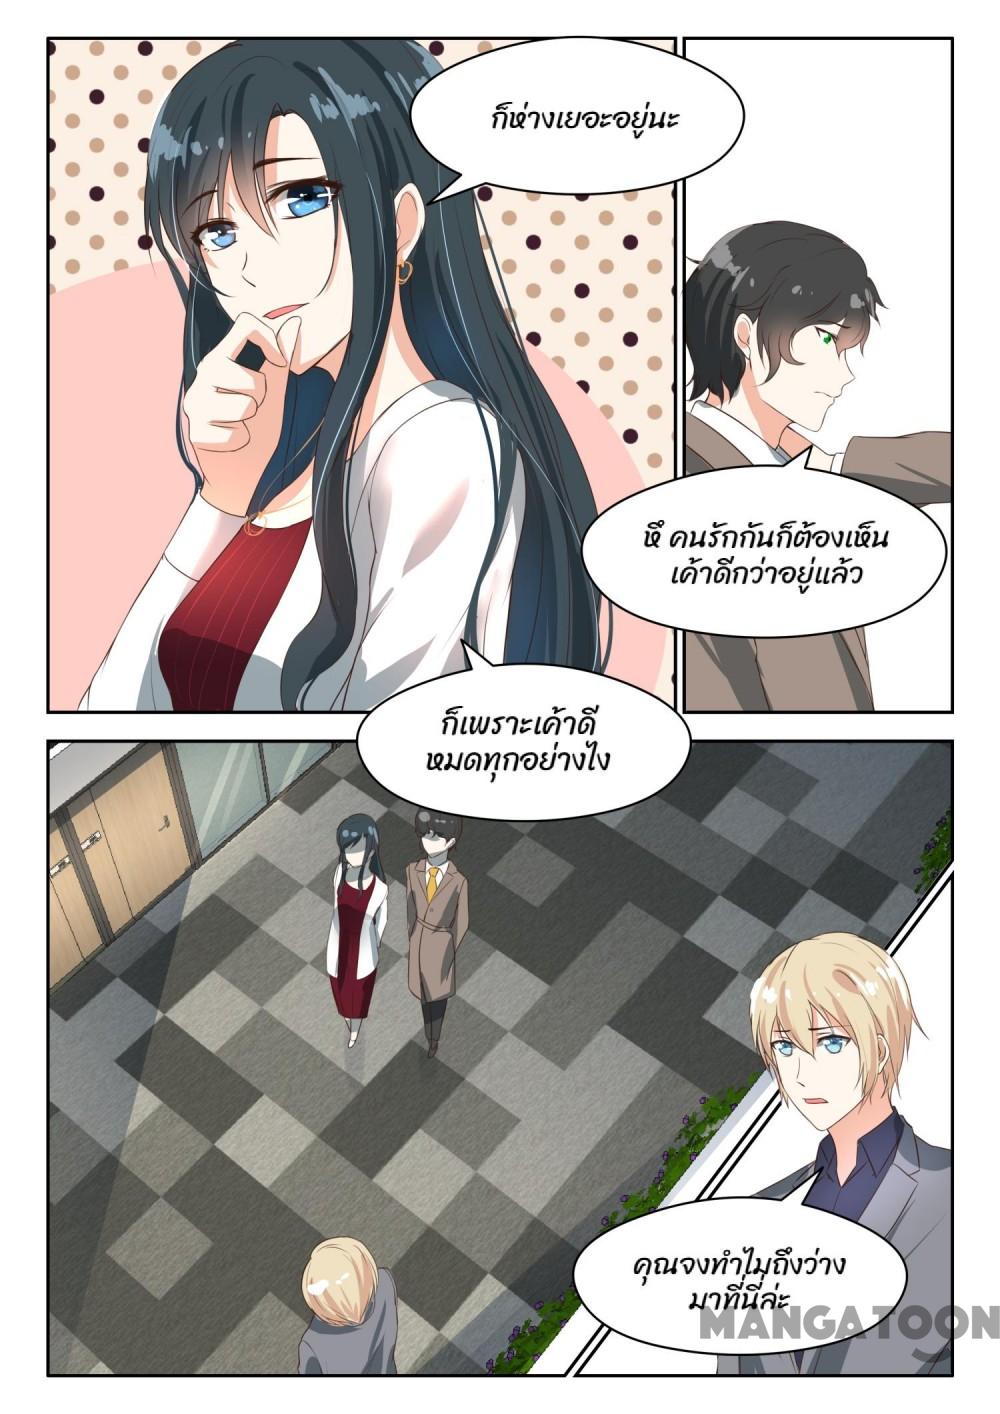 ก็ห่างเยอะอยู่นะ
หึ คนรักกันก็ต้องเห็น
เค้าดีกว่าอยู่แล้ว
ก็เพราะเค้าดี
หมดทุกอย่างไง
คุณจงทำไมถึงว่าง
มาที่นี่ล่ะ
MANGATOON